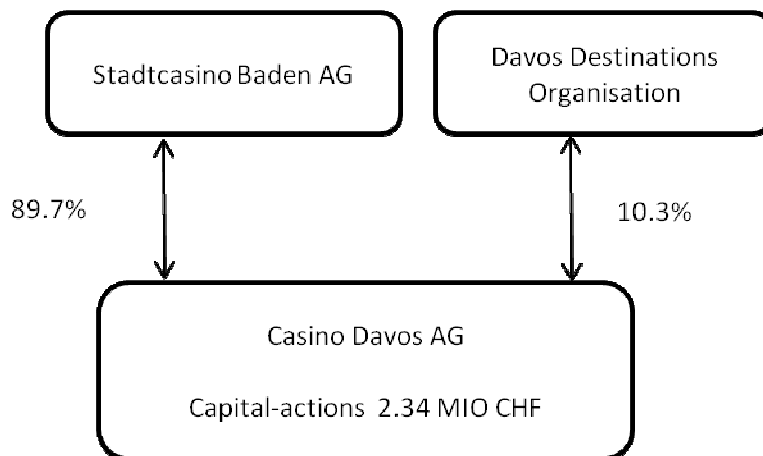 Stadtcasino Baden AG
Davos Destinations
Organisation
89.7%
10.3%
Casino Davos AG
Capital-actions 2.34 MIO CHF